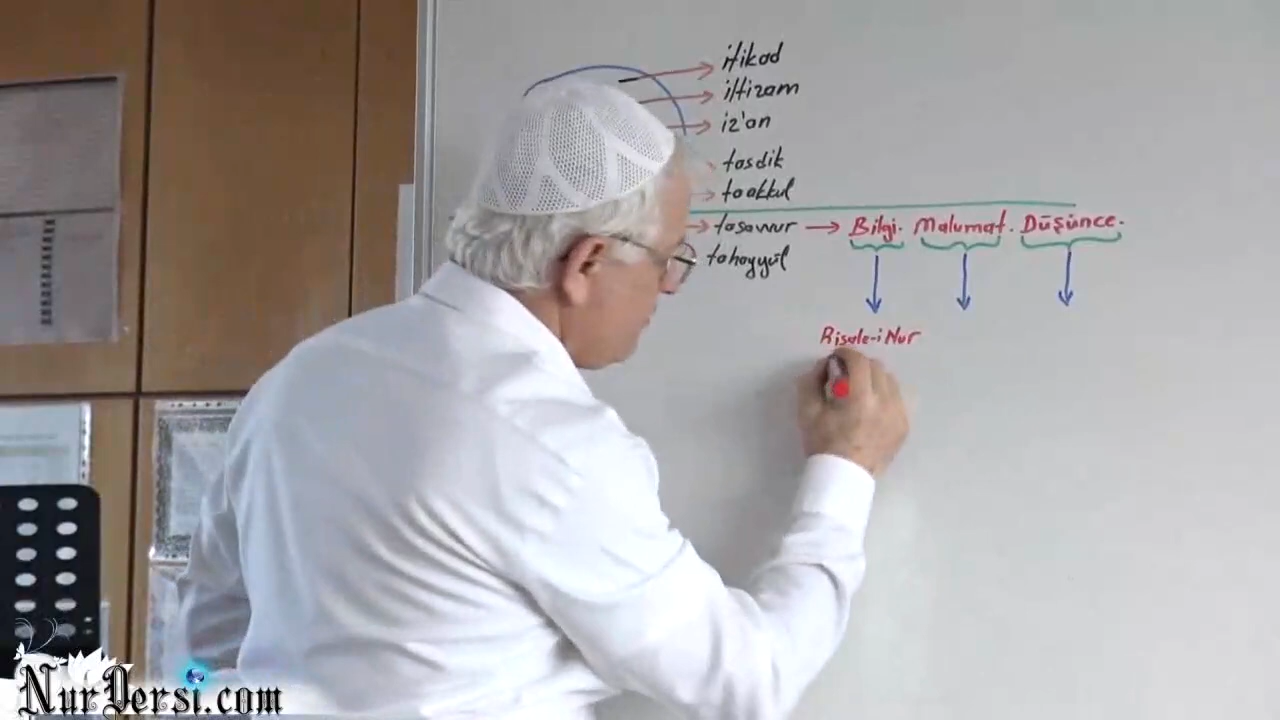 itikad
iltizam
iz'an
tasdik
taakkul
tasavvur → Bilgi. Malumat. Düşünce.
tahayyül
Risale-i Nur
NurDersi.com